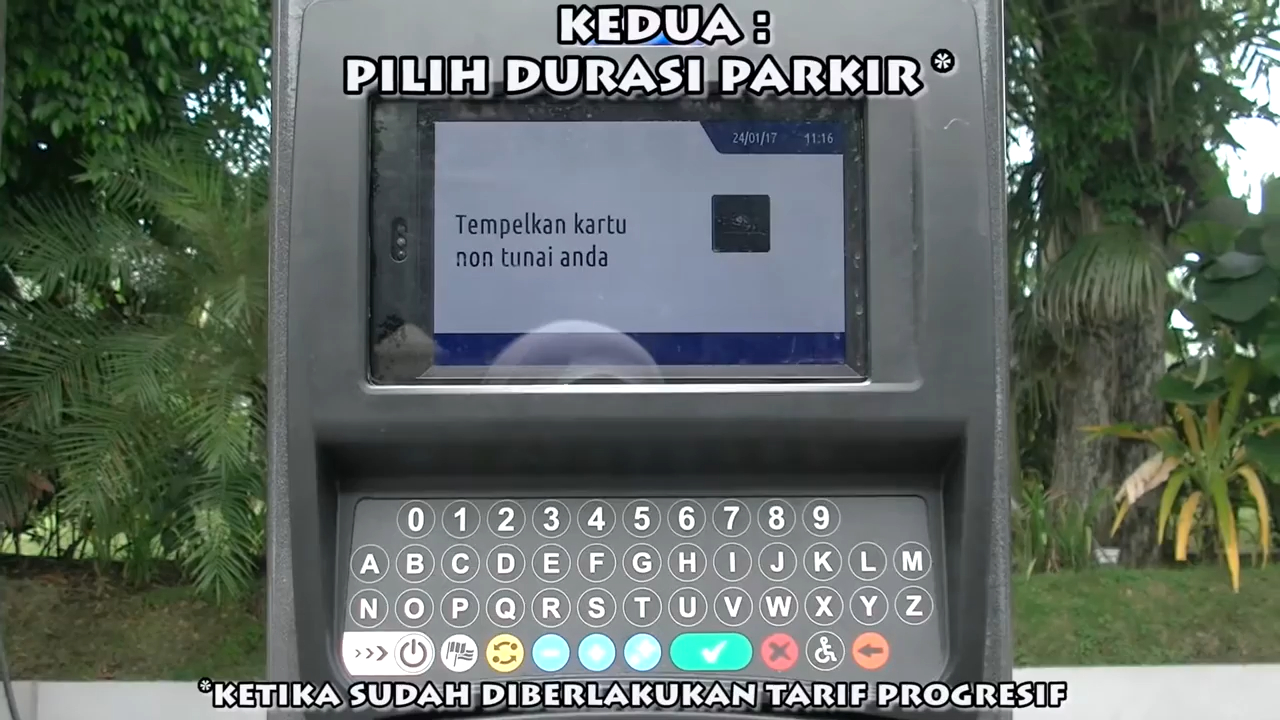 KEDUA :
PILIH DURASI PARKIR*
24/01/17 11:16
Tempelkan kartu
non tunai anda
0 1 2 3 4 5 6 7 8 9
A B C D E F G H I J K L M
N O P Q R S T U V W X Y Z
>>>
*KETIKA SUDAH DIBERLAKUKAN TARIF PROGRESIF